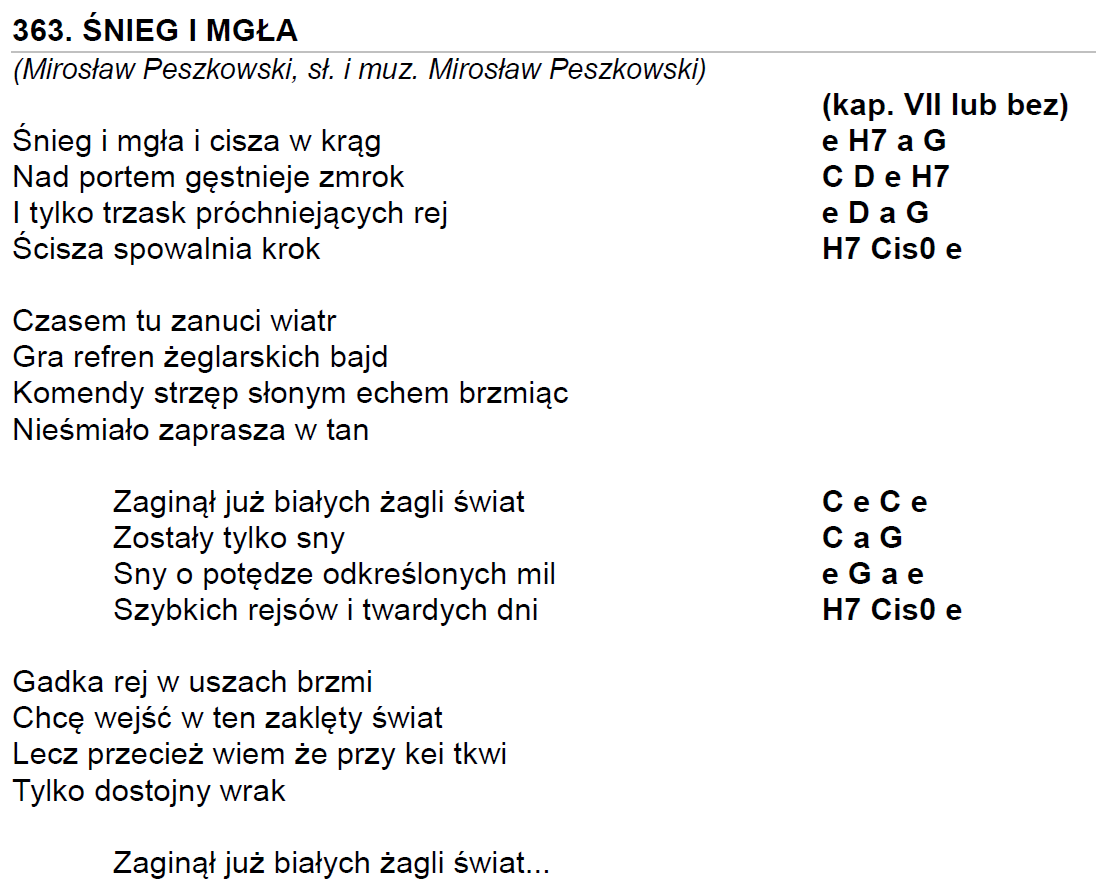 363. ŚNIEG I MGŁA
(Mirosław Peszkowski, sł. i muz. Mirosław Peszkowski)
(kap. VII lub bez)
Śnieg i mgła i cisza w krąg e H7 a G
Nad portem gęstnieje zmrok C D e H7
I tylko trzask próchniejących rej e D a G
Ścisza spowalnia krok H7 Cis0 e
Czasem tu zanuci wiatr
Gra refren żeglarskich bajd
Komendy strzęp słonym echem brzmiąc
Nieśmiało zaprasza w tan
Zaginął już białych żagli świat C e C e
Zostały tylko sny C a G
Sny o potędze odkreślonych mil e G a e
Szybkich rejsów i twardych dni H7 Cis0 e
Gadka rej w uszach brzmi
Chcę wejść w ten zaklęty świat
Lecz przecież wiem że przy kei tkwi
Tylko dostojny wrak
Zaginął już białych żagli świat...